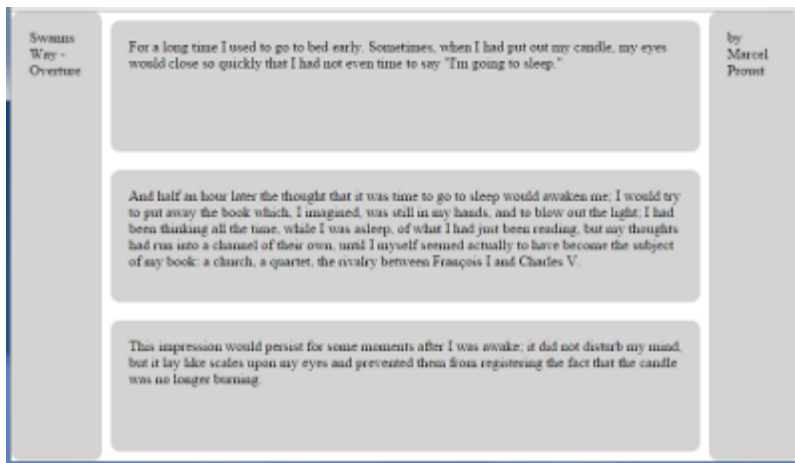 Swanns
Way -
Overture
For a long time I used to go to bed early. Sometimes, when I had put out my candle, my eyes
would close so quickly that I had not even time to say "I'm going to sleep."
And half an hour later the thought that it was time to go to sleep would awaken me; I would try
to put away the book which, I imagined, was still in my hands, and to blow out the light; I had
been thinking all the time, while I was asleep, of what I had just been reading, but my thoughts
had run into a channel of their own, until I myself seemed actually to have become the subject
of my book: a church, a quartet, the rivalry between François I and Charles V.
This impression would persist for some moments after I was awake; it did not disturb my mind,
but it lay like scales upon my eyes and prevented them from registering the fact that the candle
was no longer burning.
by
Marcel
Proust